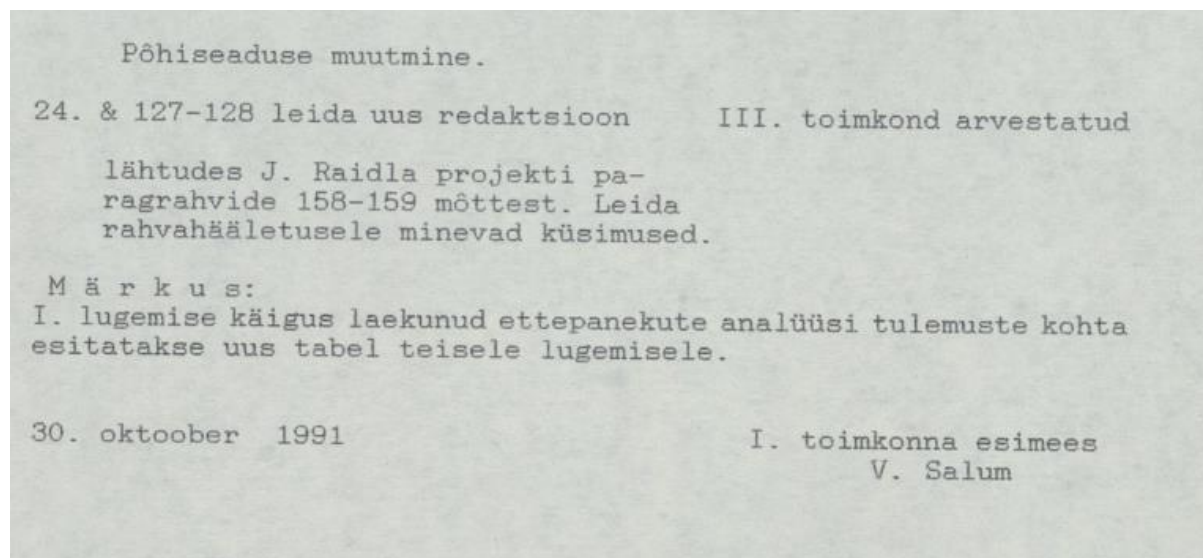 Pôhiseaduse muutmine.
24. & 127-128 leida uus redaktsioon III. toimkond arvestatud
lähtudes J. Raidla projekti pa-
ragrahvide 158-159 môttest. Leida
rahvahääletusele minevad küsimused.
M ä r k u s:
I. lugemise käigus laekunud ettepanekute analüüsi tulemuste kohta
esitatakse uus tabel teisele lugemisele.
30. oktoober 1991 I. toimkonna esimees
V. Salum